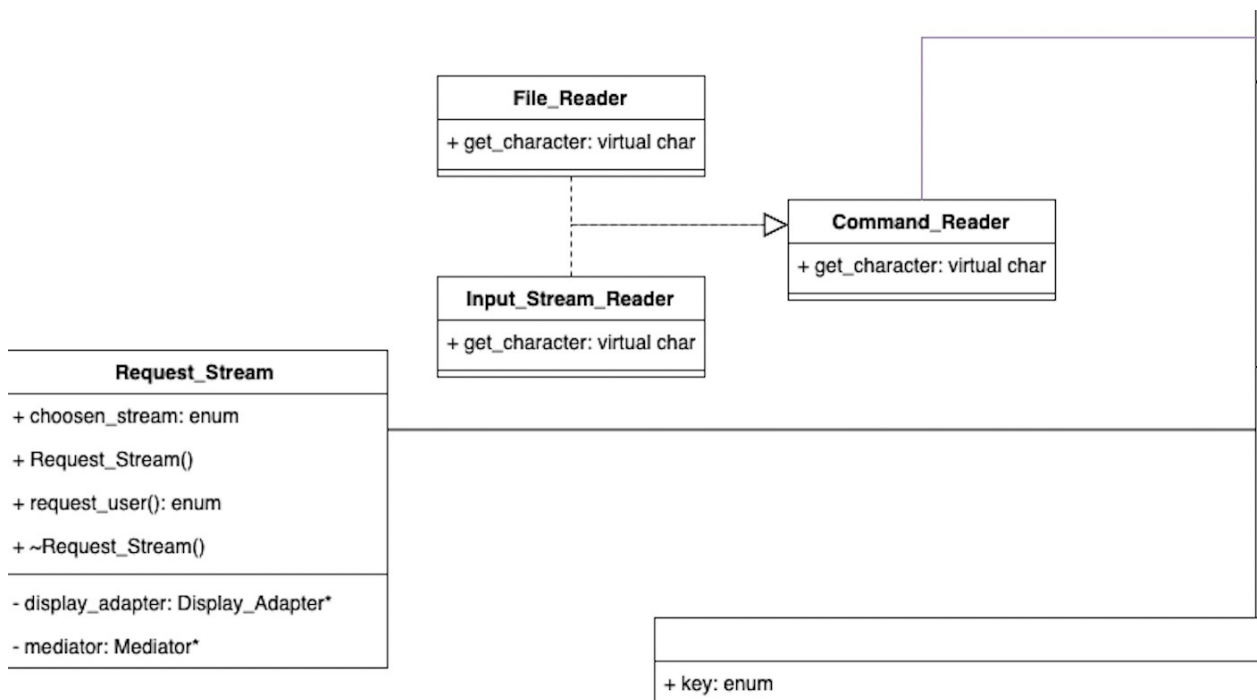 File_Reader
+ get_character: virtual char
Command_Reader
+ get_character: virtual char
Input_Stream_Reader
+ get_character: virtual char
Request_Stream
+ choosen_stream: enum
+ Request_Stream()
+ request_user(): enum
+ ~Request_Stream()
- display_adapter: Display_Adapter*
- mediator: Mediator*
+ key: enum